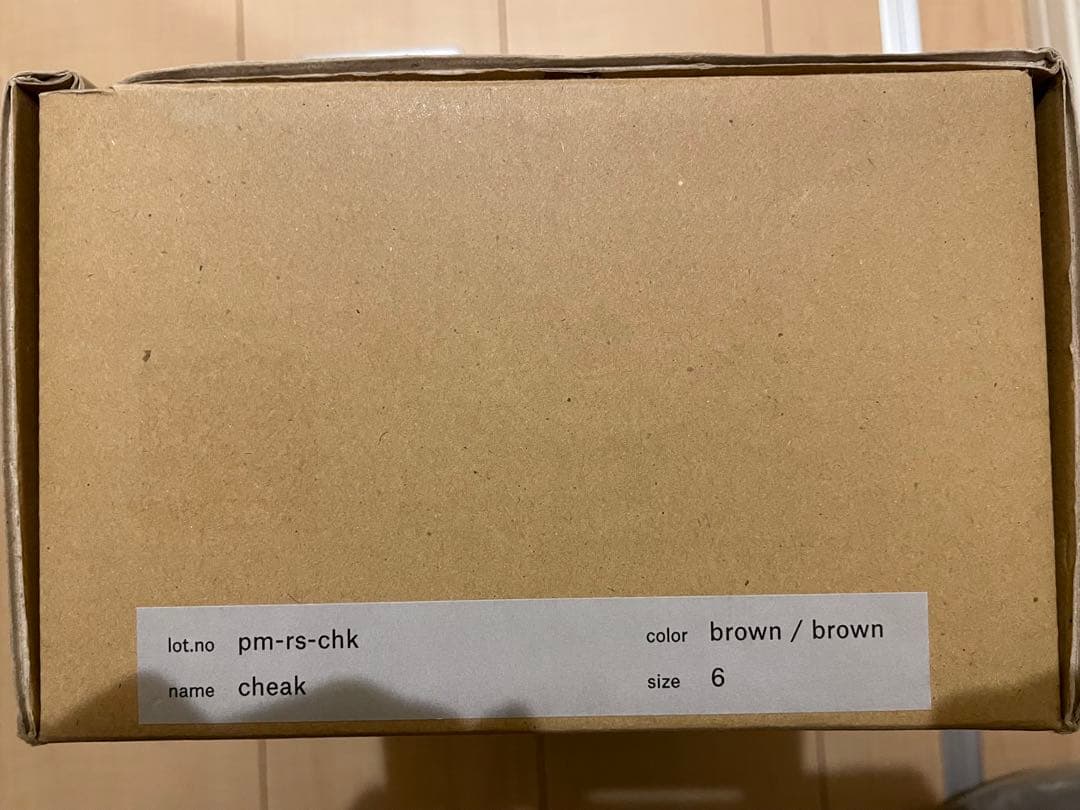 lot.no pm-rs-chk color brown / brown
name cheak size 6